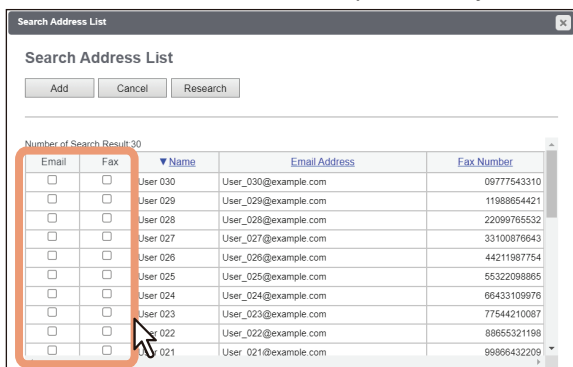 Search Address List
Search Address List
Add Cancel Research
Number of Search Result:30
Email Fax ▼Name Email Address Fax Number
User 030 User_030@example.com 09777543310
User 029 User_029@example.com 11988654421
User 028 User_028@example.com 22099765532
User 027 User_027@example.com 33100876643
User 026 User_026@example.com 44211987754
User 025 User_025@example.com 55322098865
User 024 User_024@example.com 66433109976
User 023 User_023@example.com 77544210087
User 022 User_022@example.com 88655321198
User 021 User_021@example.com 99866432209